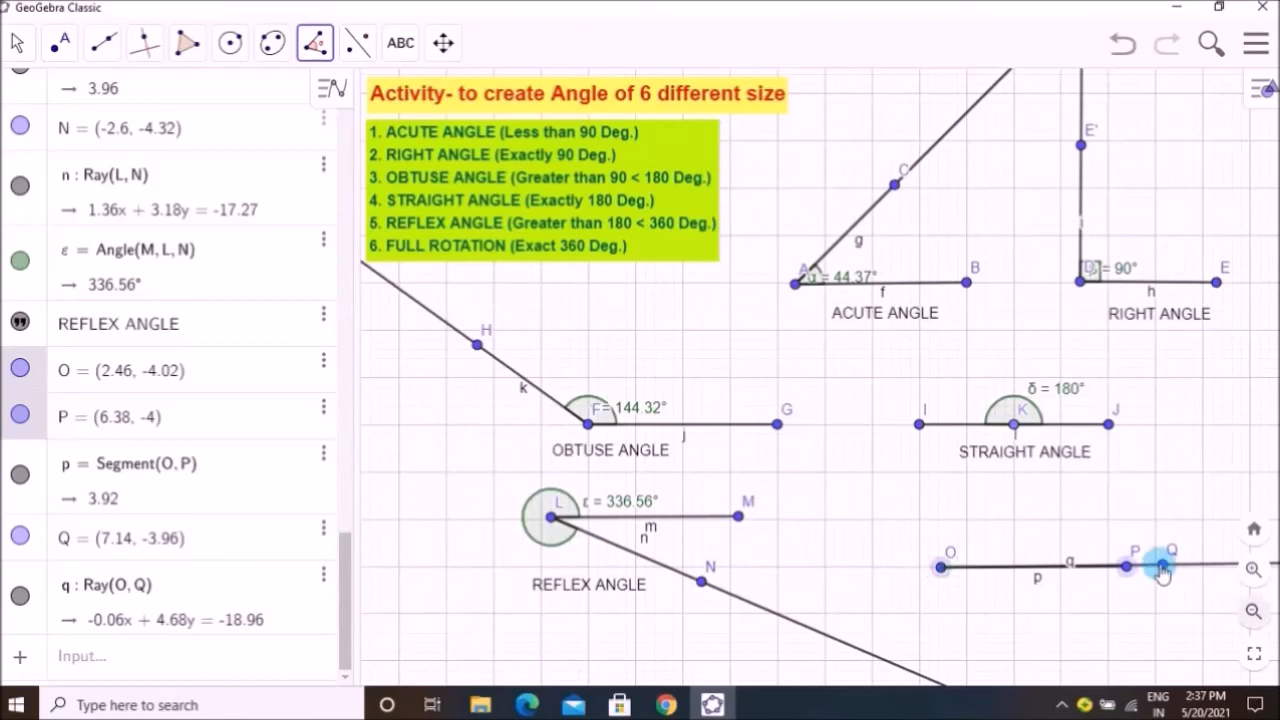 GeoGebra Classic
ABC
→ 3.96
N = (-2.6, -4.32)
n : Ray(L, N)
→ 1.36x + 3.18y = -17.27
ε = Angle(M, L, N)
→ 336.56°
REFLEX ANGLE
O = (2.46, -4.02)
P = (6.38, -4)
p = Segment(O, P)
→ 3.92
Q = (7.14, -3.96)
q : Ray(O, Q)
→ -0.06x + 4.68y = -18.96
Input...
Activity- to create Angle of 6 different size
1. ACUTE ANGLE (Less than 90 Deg.)
2. RIGHT ANGLE (Exactly 90 Deg.)
3. OBTUSE ANGLE (Greater than 90 < 180 Deg.)
4. STRAIGHT ANGLE (Exactly 180 Deg.)
5. REFLEX ANGLE (Greater than 180 < 360 Deg.)
6. FULL ROTATION (Exact 360 Deg.)
C
g
A
α = 44.37°
B
f
ACUTE ANGLE
E'
i
D
= 90°
E
h
RIGHT ANGLE
H
k
F
= 144.32°
G
j
OBTUSE ANGLE
δ = 180°
I
K
J
l
STRAIGHT ANGLE
L
ε = 336.56°
M
m
n
N
REFLEX ANGLE
O
P
Q
q
p
Type here to search
ENG
IN
2:37 PM
5/20/2021